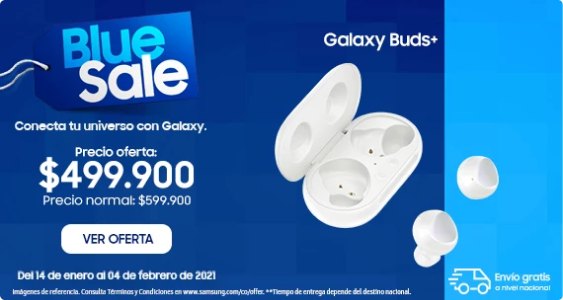 Blue
Sale
Galaxy Buds+
Conecta tu universo con Galaxy.
Precio oferta:
$499.900
Precio normal: $599.900
VER OFERTA
Del 14 de enero al 04 de febrero de 2021
Envío gratis
a nivel nacional
Imágenes de referencia. Consulta Términos y Condiciones en www.samsung.com/co/offer. **Tiempo de entrega depende del destino nacional.